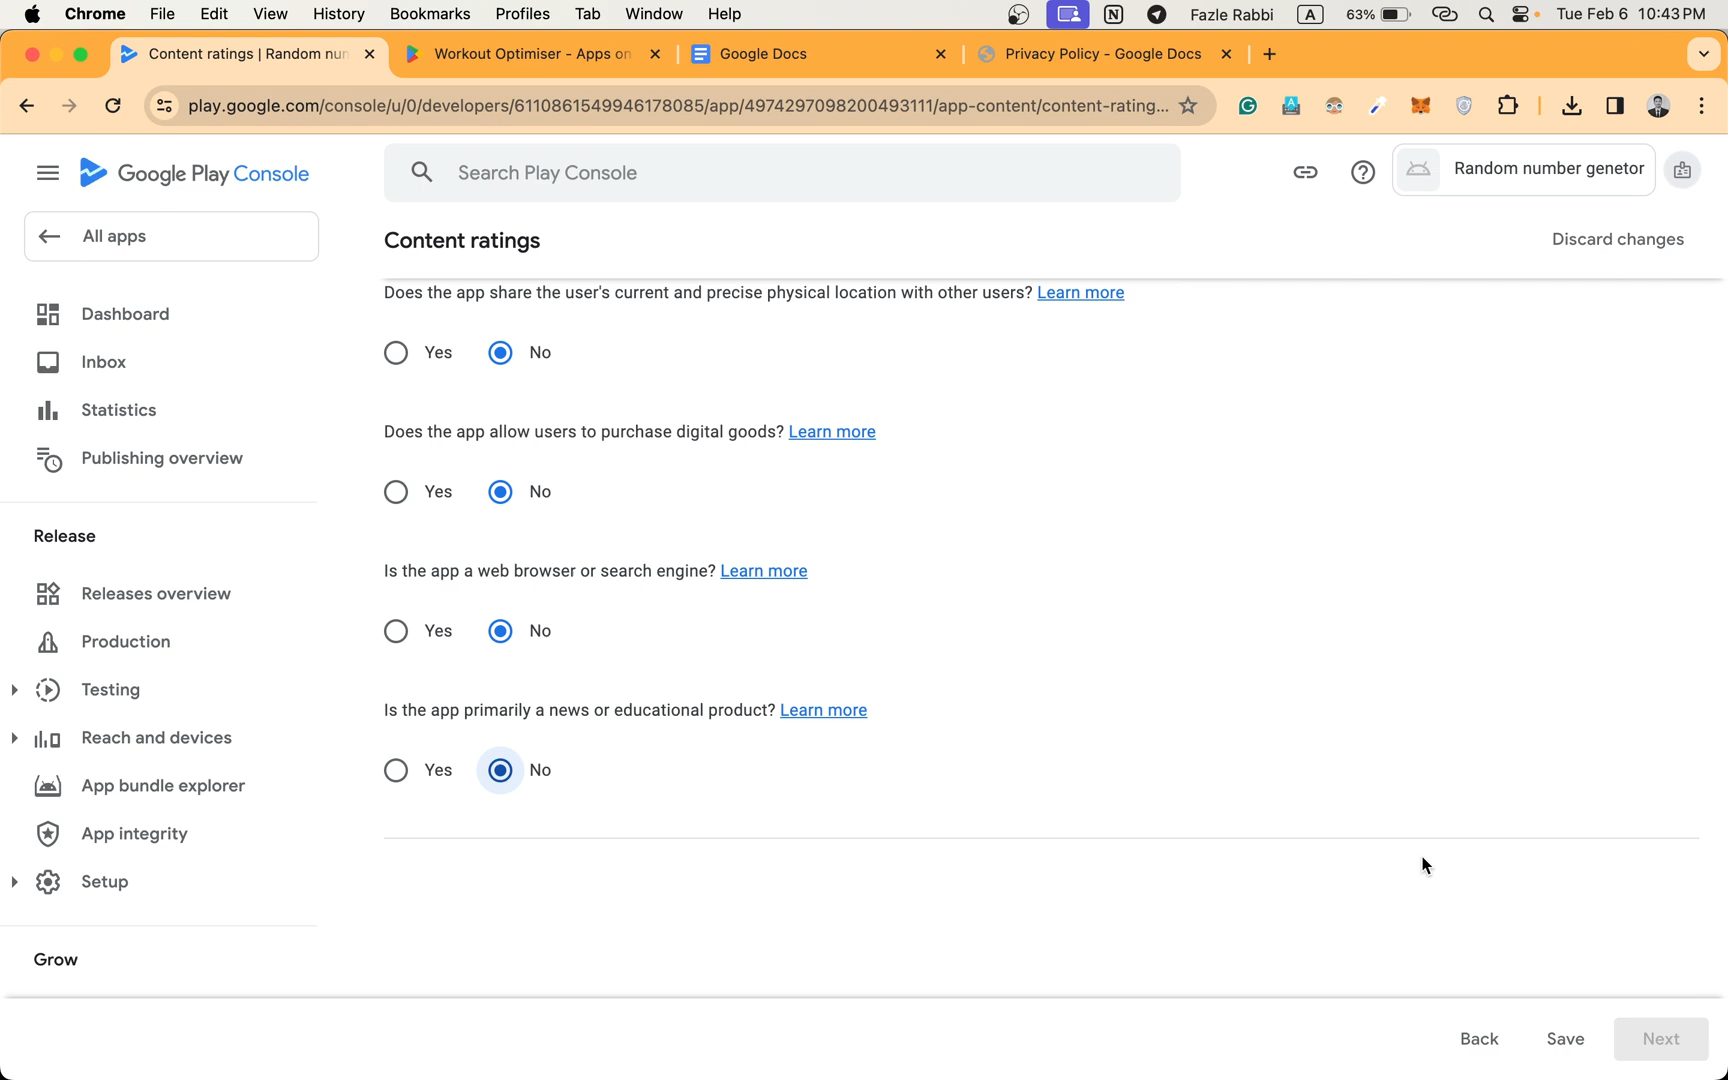 Chrome File Edit View History Bookmarks Profiles Tab Window Help Fazle Rabbi A 63% Tue Feb 6 10:43 PM
Content ratings | Random nun Workout Optimiser - Apps on Google Docs Privacy Policy - Google Docs
play.google.com/console/u/0/developers/6110861549946178085/app/4974297098200493111/app-content/content-rating...
Google Play Console
Search Play Console
Random number genetor
All apps
Content ratings
Discard changes
Does the app share the user's current and precise physical location with other users? Learn more
Yes No
Does the app allow users to purchase digital goods? Learn more
Yes No
Is the app a web browser or search engine? Learn more
Yes No
Is the app primarily a news or educational product? Learn more
Yes No
Dashboard
Inbox
Statistics
Publishing overview
Release
Releases overview
Production
Testing
Reach and devices
App bundle explorer
App integrity
Setup
Grow
Back Save Next